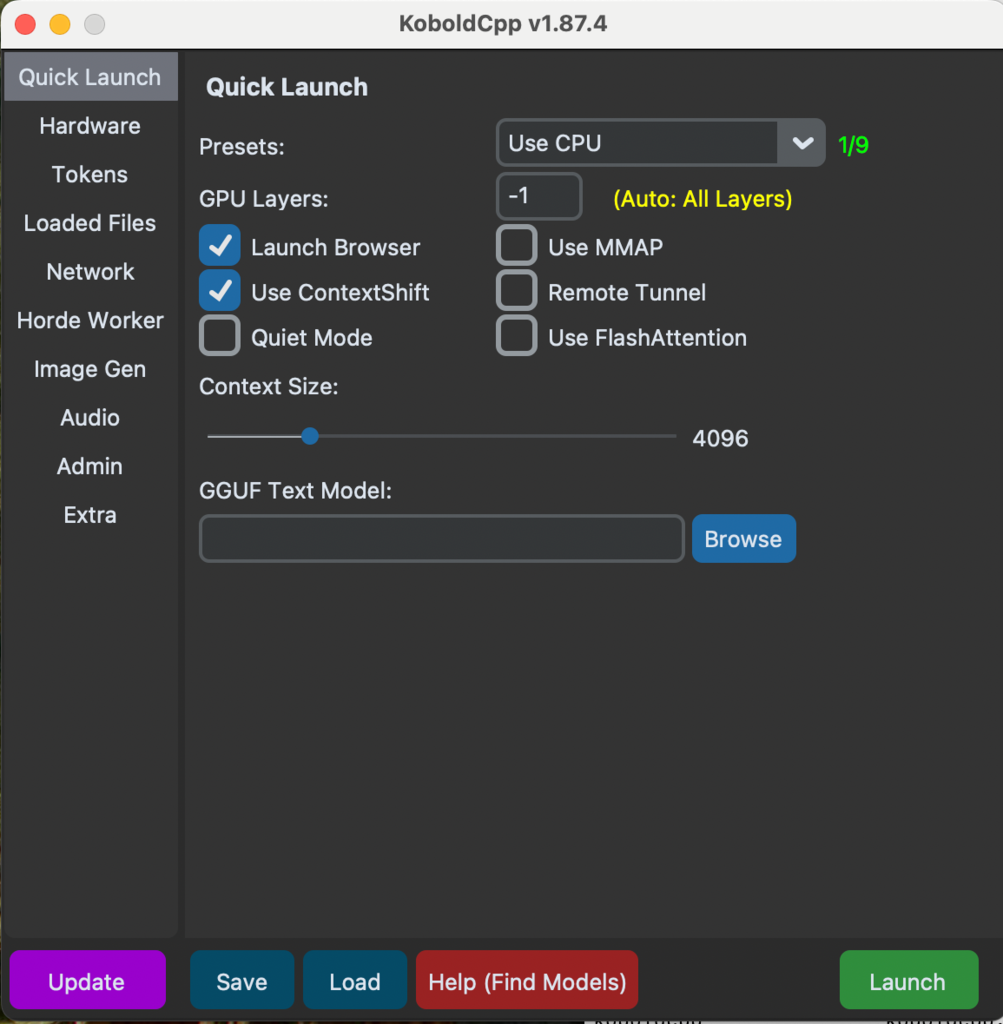 KoboldCpp v1.87.4
Quick Launch
Hardware
Tokens
Loaded Files
Network
Horde Worker
Image Gen
Audio
Admin
Extra
Quick Launch
Presets: Use CPU 1/9
GPU Layers: -1 (Auto: All Layers)
Launch Browser Use MMAP
Use ContextShift Remote Tunnel
Quiet Mode Use FlashAttention
Context Size:
4096
GGUF Text Model:
Browse
Update Save Load Help (Find Models) Launch